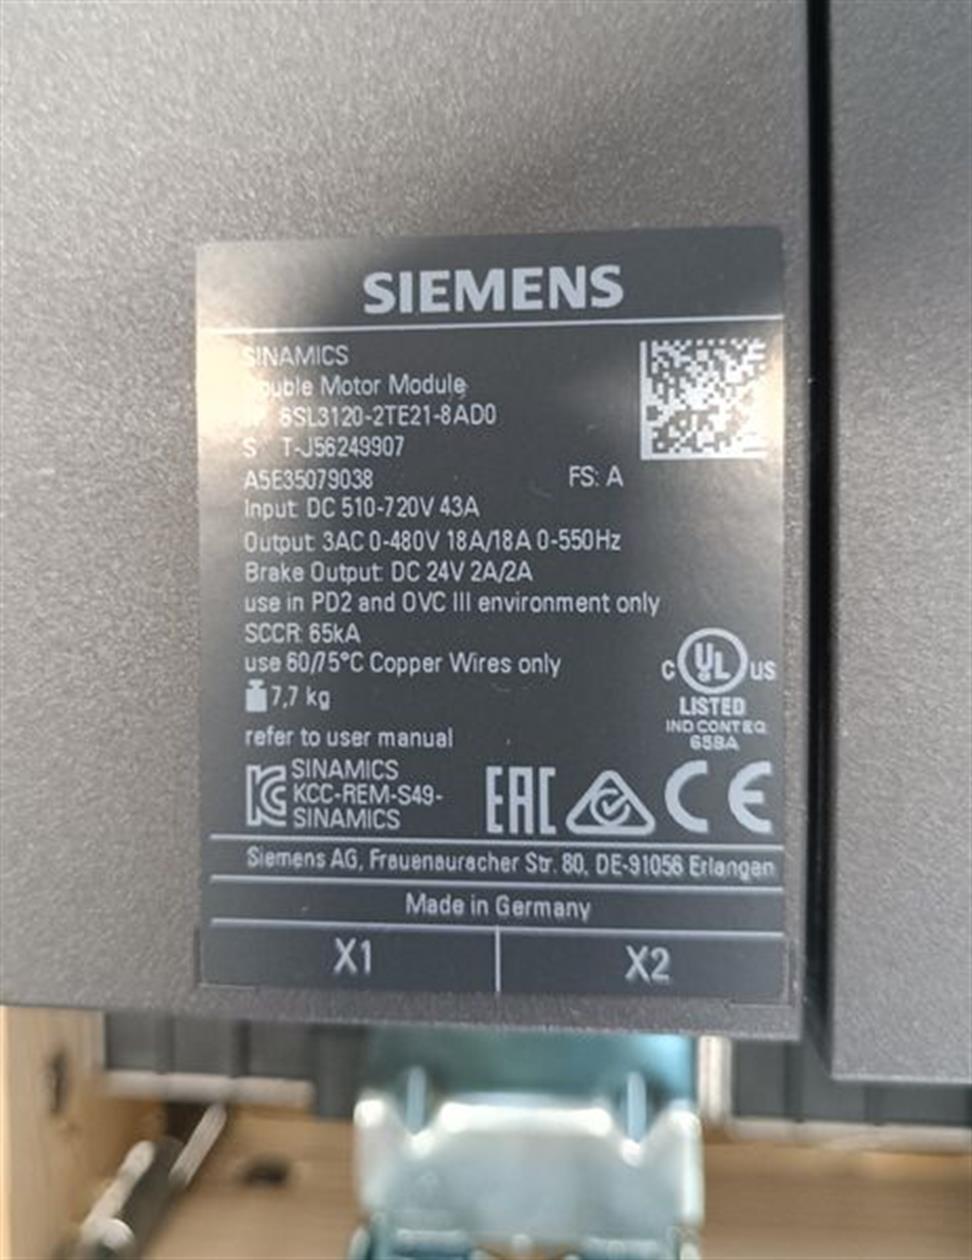 SIEMENS
SINAMICS
Double Motor Module
6SL3120-2TE21-8AD0
S T-J56249907
A5E35079038 FS: A
Input: DC 510-720V 43A
Output: 3AC 0-480V 18A/18A 0-550Hz
Brake Output: DC 24V 2A/2A
use in PD2 and OVC III environment only
SCCR: 65kA
use 60/75°C Copper Wires only
7,7 kg
C UL US
LISTED
IND CONT EQ
658A
refer to user manual
SINAMICS
KCC-REM-S49-
SINAMICS
EAC CE
Siemens AG, Frauenauracher Str. 80, DE-91056 Erlangen
Made in Germany
X1 X2